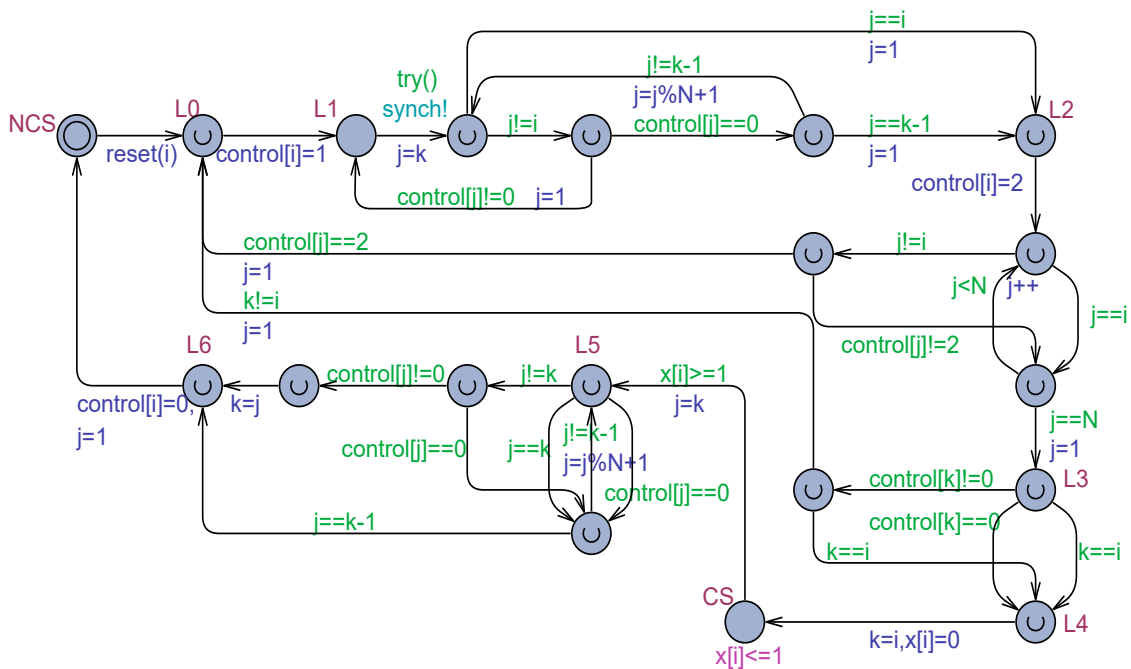 j==i
j=1
j!=k-1
j=j%N+1
try()
synch!
NCS
L0
L1
L2
reset(i)
control[i]=1
j=k
j!=i
control[j]==0
j==k-1
j=1
control[j]!=0
j=1
control[i]=2
control[j]==2
j=1
j!=i
j<N
j++
j==i
k!=i
j=1
control[j]!=2
L6
L5
control[j]!=0
j!=k
x[i]>=1
j=k
control[i]=0,
j=1
k=j
j==N
j=1
control[j]==0
j==k
j!=k-1
j=j%N+1
control[j]==0
control[k]!=0
L3
control[k]==0
j==k-1
k==i
k==i
CS
L4
k=i,x[i]=0
x[i]<=1